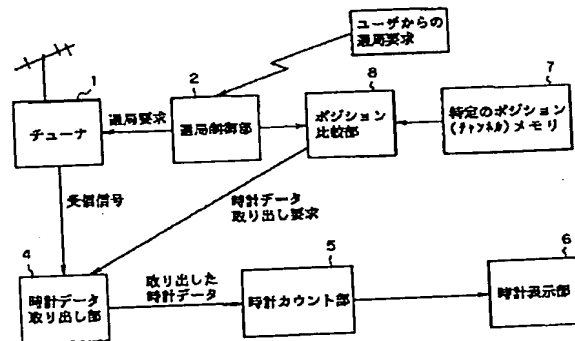 ユーザからの
選局要求
1
2
8
7
チューナ
選局要求
選局制御部
ポジション
比較部
特定のポジション
(チャンネル)メモリ
受信信号
時計データ
取り出し要求
4
5
6
時計データ
取り出し部
取り出した
時計データ
時計カウント部
時計表示部